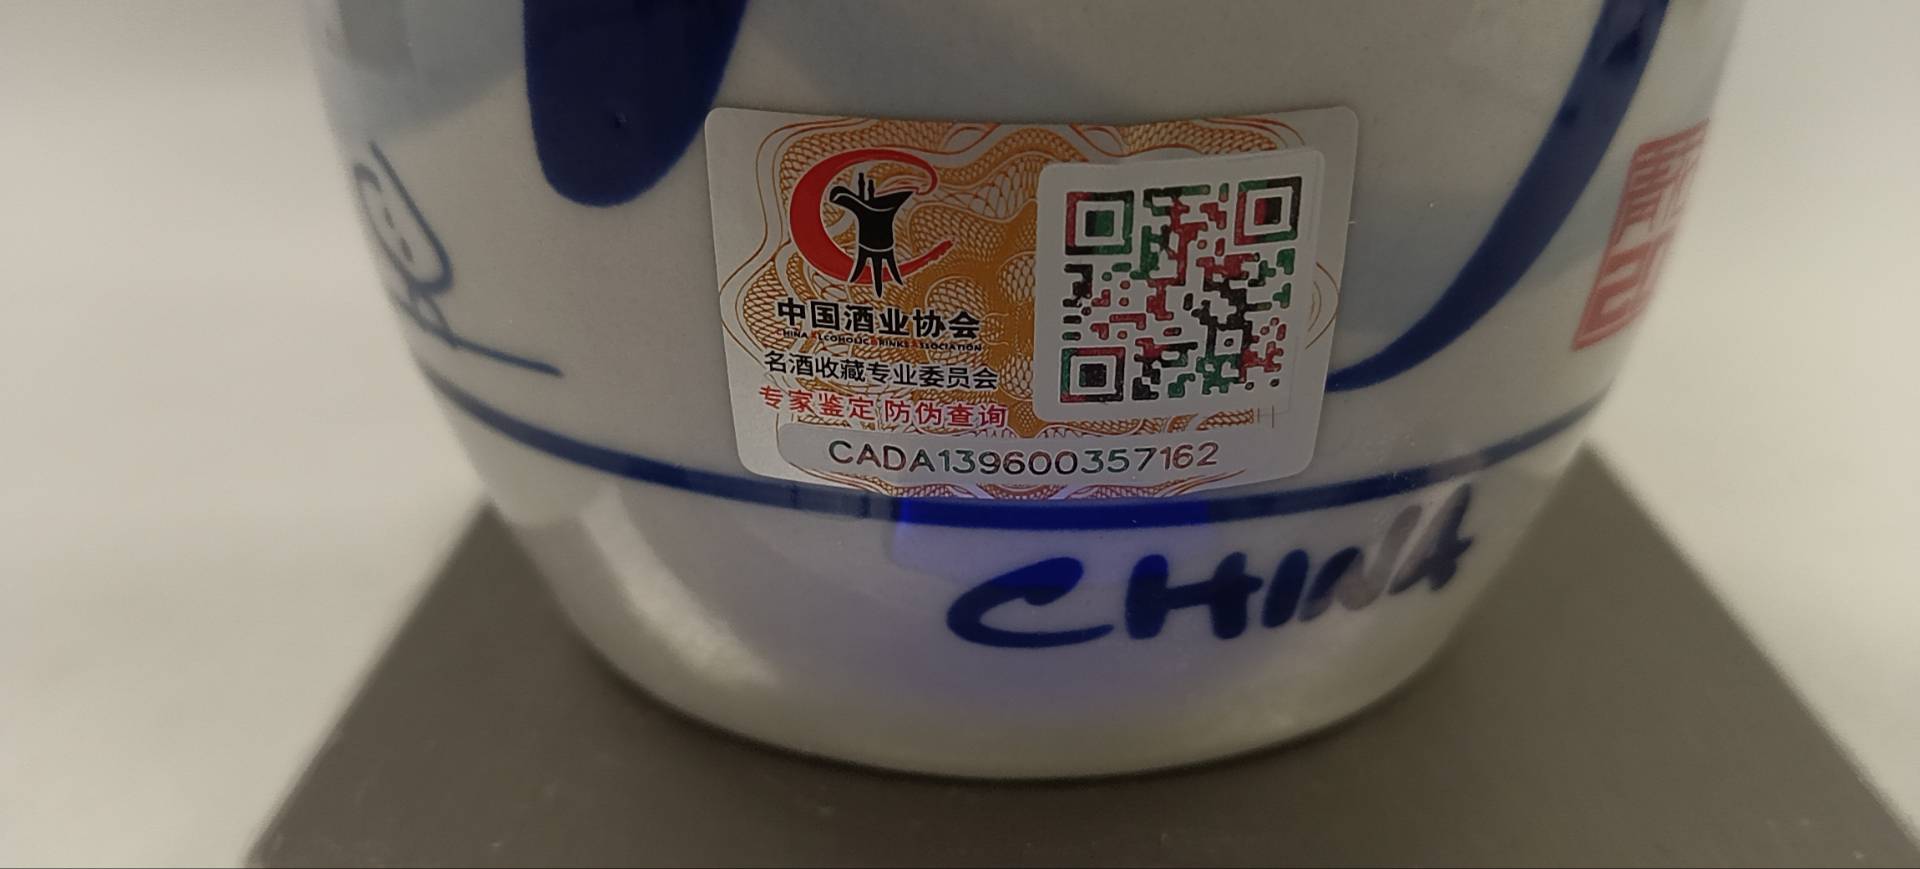 中国酒业协会
CHINA ALCOHOLIC DRINKS ASSOCIATION
名酒收藏专业委员会
专家鉴定 防伪查询
CADA139600357162
CHINA